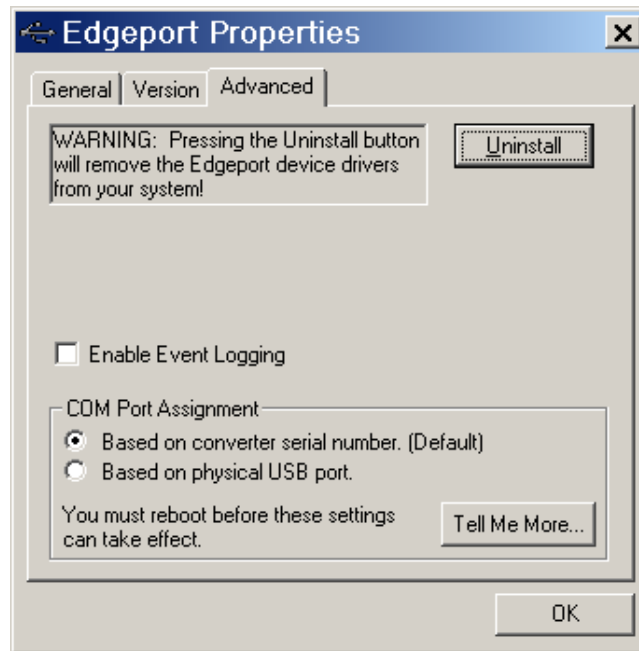 Edgeport Properties
General Version Advanced
WARNING: Pressing the Uninstall button
will remove the Edgeport device drivers
from your system!
Uninstall
Enable Event Logging
COM Port Assignment
Based on converter serial number. (Default)
Based on physical USB port.
You must reboot before these settings
can take effect.
Tell Me More...
OK